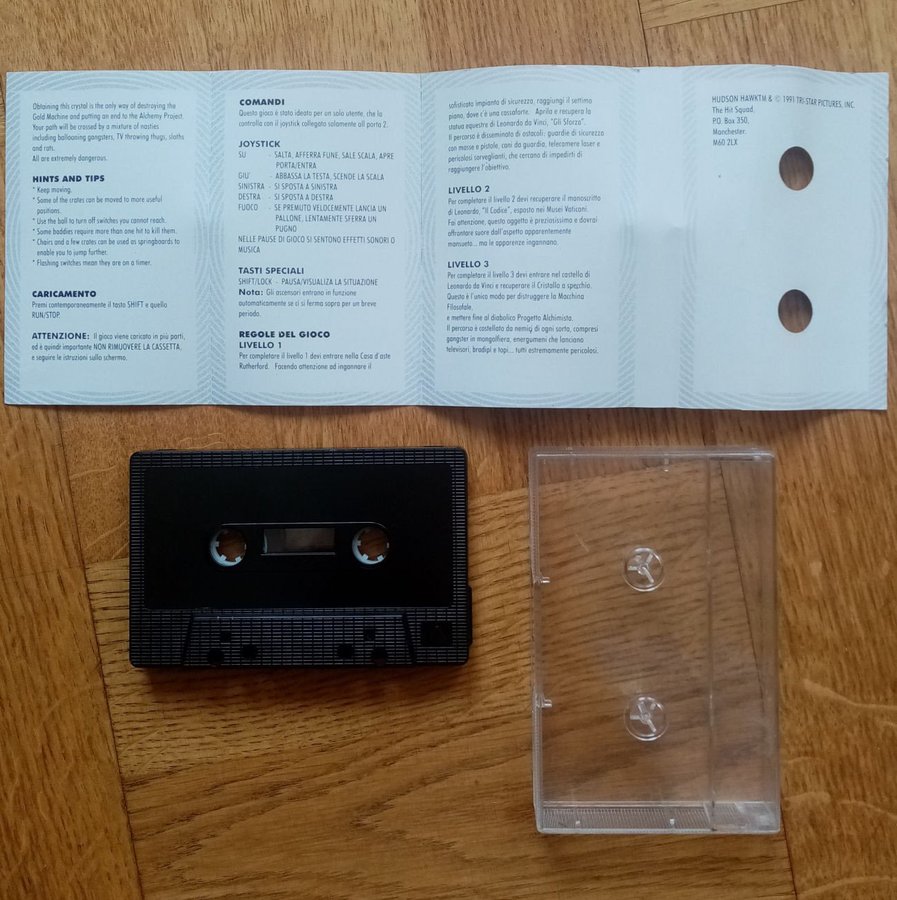 Obtaining this crystal is the only way of destroying the
Gold Machine and putting an end to the Alchemy Project.
Your path will be crossed by a mixture of nasties
including ballooning gangsters, TV throwing thugs, sloths
and rats.
All are extremely dangerous.
HINTS AND TIPS
* Keep moving.
* Some of the crates can be moved to more useful
positions.
* Use the ball to turn off switches you cannot reach.
* Some baddies require more than one hit to kill them.
* Chairs and a few crates can be used as springboards to
enable you to jump further.
* Flashing switches mean they are on a timer.
CARICAMENTO
Premi contemporaneamente il tasto SHIFT e quello
RUN/STOP.
ATTENZIONE: Il gioco viene caricato in piu parti,
ed è quindi importante NON RIMUOVERE LA CASSETTA,
e seguire le istruzioni sullo schermo.
COMANDI
Questo gioco è stato ideato per un solo utente, che la
controlla con il joystick collegato solamente all porta 2.
JOYSTICK
SU - SALTA, AFFERRA FUNE, SALE SCALA, APRE
PORTA/ENTRA
GIU' - ABBASSA LA TESTA, SCENDE LA SCALA
SINISTRA - SI SPOSTA A SINISTRA
DESTRA - SI SPOSTA A DESTRA
FUOCO - SE PREMUTO VELOCEMENTE LANCIA UN
PALLONE, LENTAMENTE SFERRA UN
PUGNO
NELLE PAUSE DI GIOCO SI SENTONO EFFETTI SONORI O
MUSICA
TASTI SPECIALI
SHIFT/LOCK - PAUSA/VISUALIZA LA SITUAZIONE
Nota: Gli ascensori entrano in funzione
automaticamente se ci si ferma sopra per un breve
periodo.
REGOLE DEL GIOCO
LIVELLO 1
Per completare il livello 1 devi entrare nella Casa d'aste
Rutherford. Facendo attenzione ad ingannare il
sofisticato impianto di sicurezza, raggiungi il settimo
piano, dove c'è una cassaforte. Aprila e recupera la
statua equestre di Leonardo da Vinci, "Gli Sforza".
Il percorso è disseminato di ostacoli: guardie di sicurezza
con mazze e pistole, cani da guardia, telecamere laser e
pericolosi sorveglianti, che cercano di impedirti di
raggiungere l'obiettivo.
LIVELLO 2
Per completare il livello 2 devi recuperare il manoscritto
di Leonardo, "Il Codice", esposto nei Musei Vaticani.
Fai attenzione, questo oggetto è preziosissimo e dovrai
affrontare suore dall'aspetto apparentemente
mansueto... ma le apparenze ingannano.
LIVELLO 3
Per completare il livello 3 devi entrare nel castello di
Leonardo da Vinci e recuperare il Cristallo a specchio.
Questo è l'unico modo per distruggere la Macchina
Filosofale,
e mettere fine al diabolico Progetto Alchimista.
Il percorso è costellato da nemig di ogni sorta, compresi
gangster in mongolfiera, energumeni che lanciano
televisori, bradipi e topi... tutti estremamente pericolosi.
HUDSON HAWKTM & © 1991 TRI-STAR PICTURES, INC.
The Hit Squad,
P.O. Box 350,
Manchester.
M60 2LX